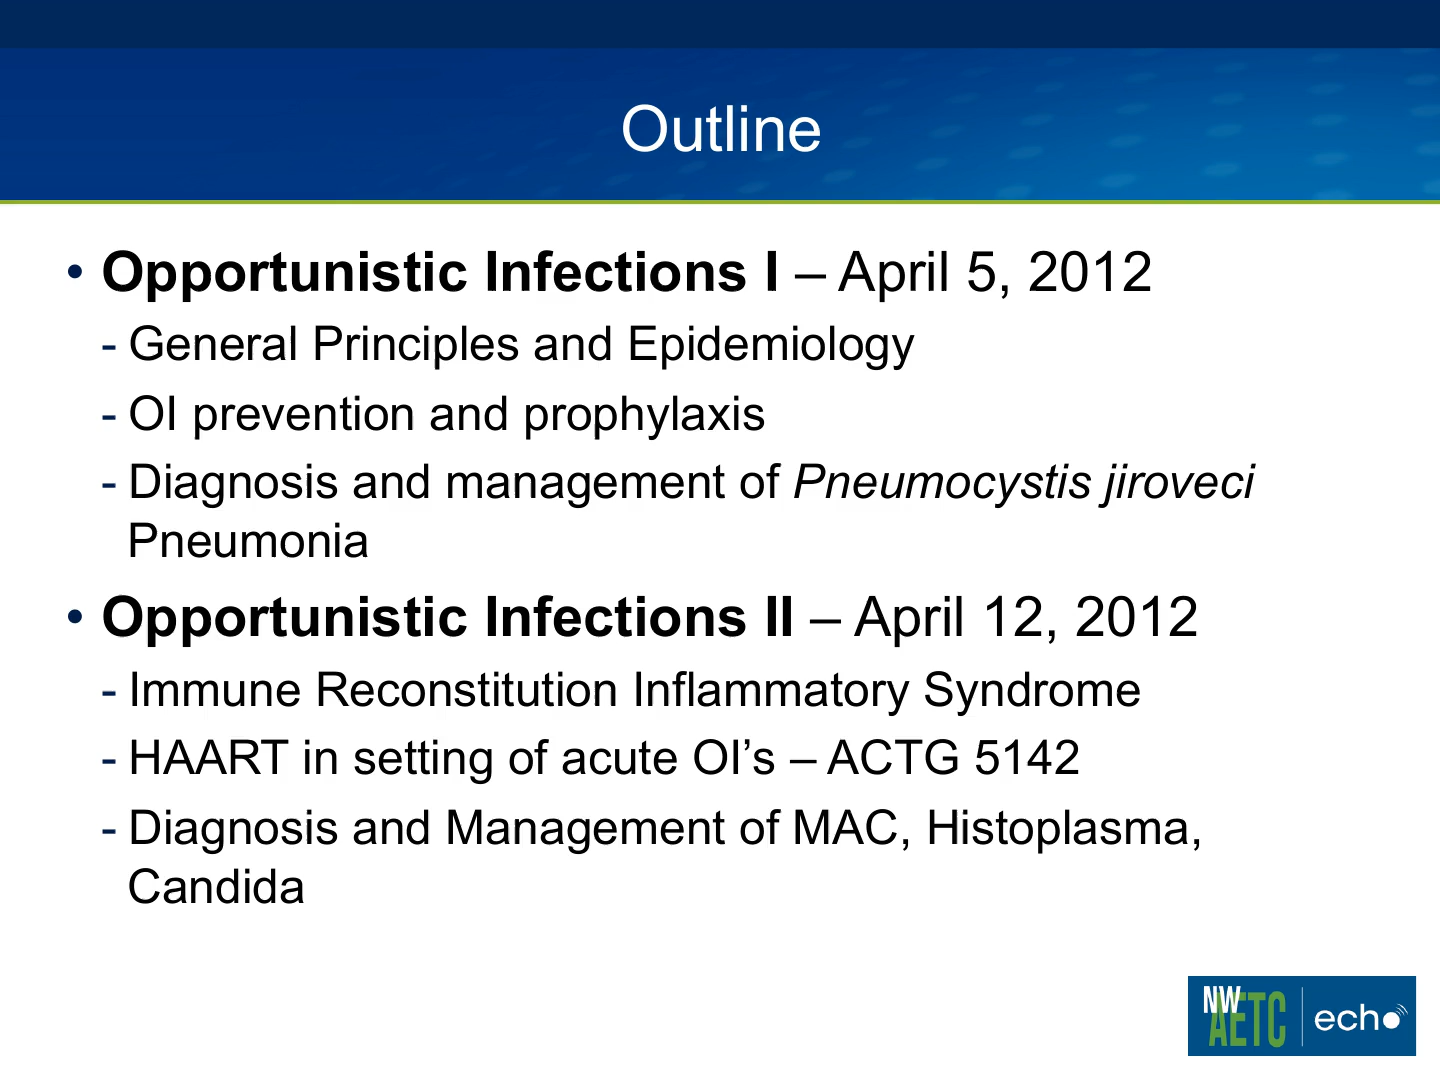 Outline
• Opportunistic Infections I – April 5, 2012
- General Principles and Epidemiology
- OI prevention and prophylaxis
- Diagnosis and management of Pneumocystis jiroveci
Pneumonia
• Opportunistic Infections II – April 12, 2012
- Immune Reconstitution Inflammatory Syndrome
- HAART in setting of acute OI’s – ACTG 5142
- Diagnosis and Management of MAC, Histoplasma,
Candida
NW
AETC
echo